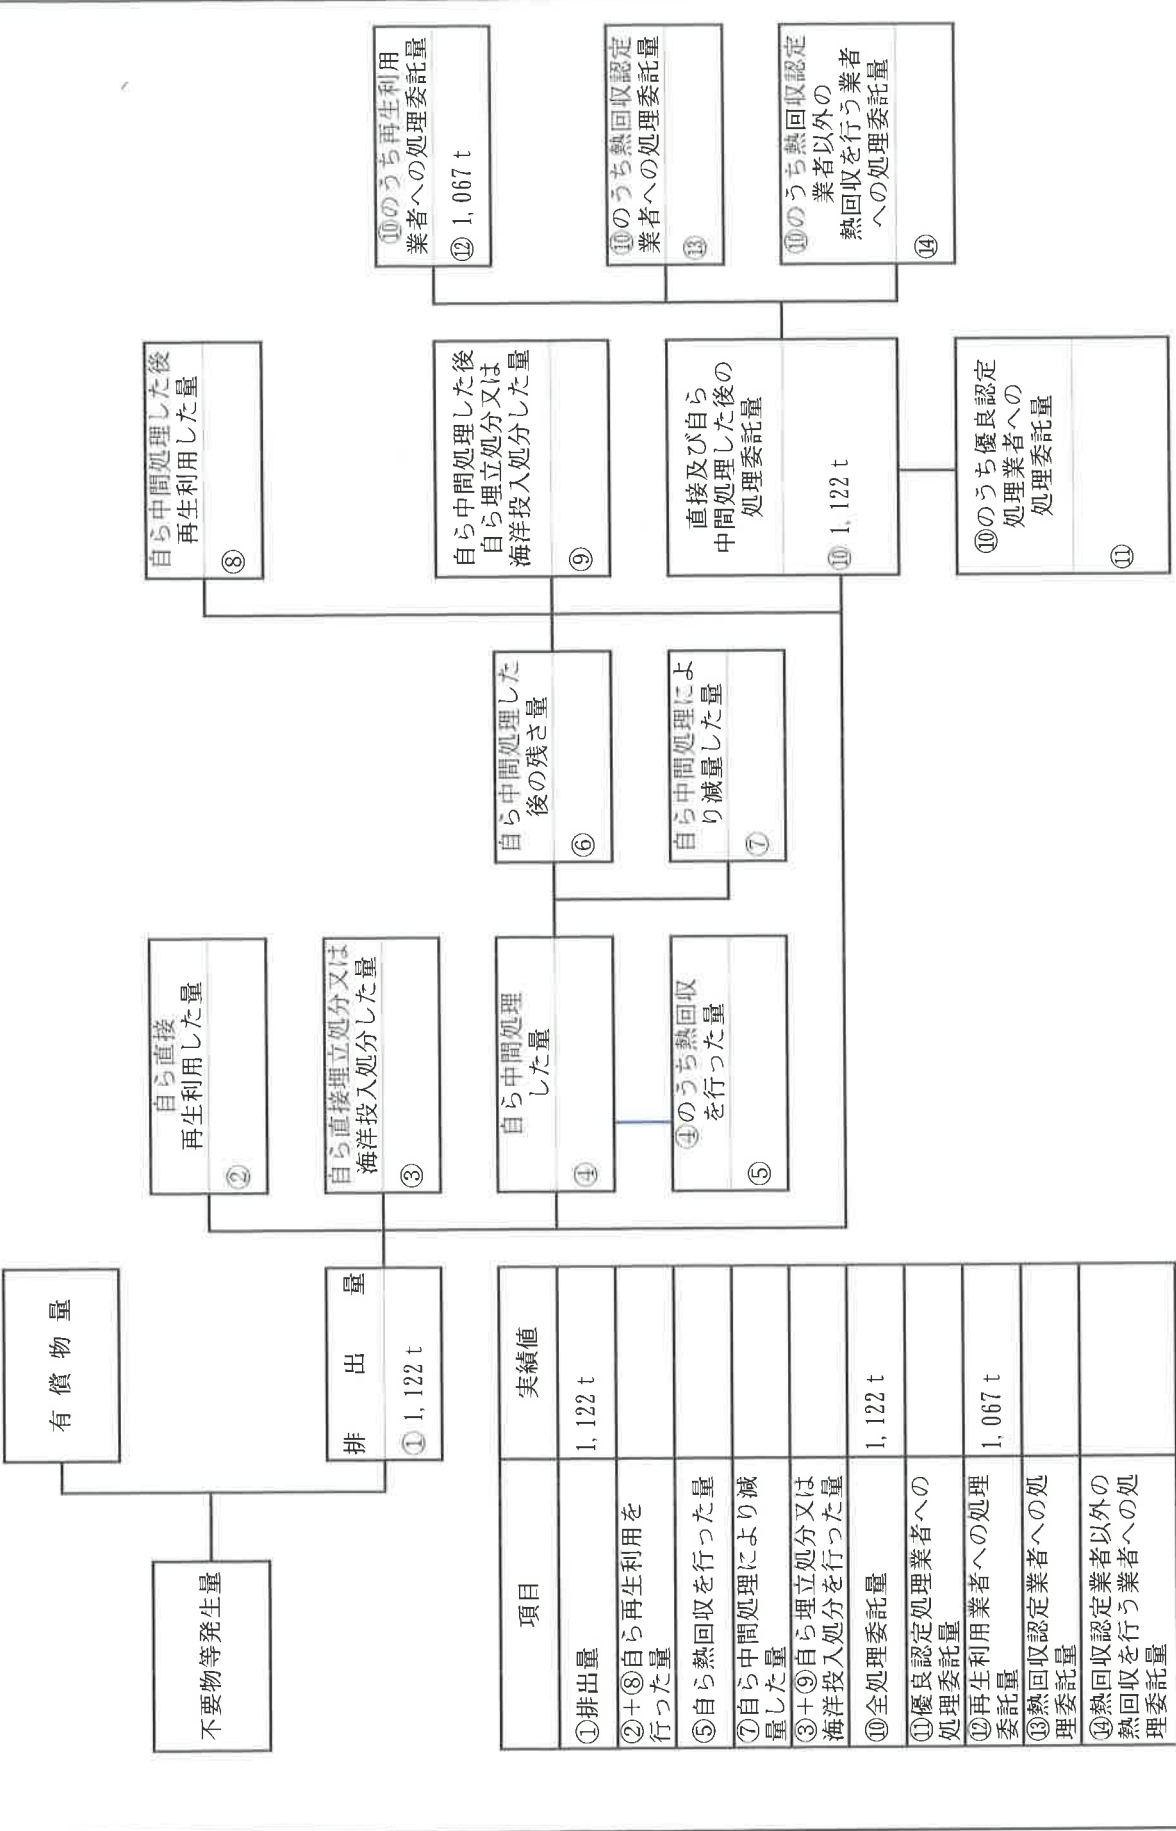 不要物等発生量
有償物量
排出量
① 1,122 t
自ら直接
再生利用した量
②
自ら直接埋立処分又は
海洋投入処分した量
③
自ら中間処理
した量
④
④のうち熱回収
を行った量
⑤
自ら中間処理した
後の残さ量
⑥
自ら中間処理によ
り減量した量
⑦
自ら中間処理した後
再生利用した量
⑧
自ら中間処理した後
自ら埋立処分又は
海洋投入処分した量
⑨
直接及び自ら
中間処理した後の
処理委託量
⑩ 1,122 t
⑩のうち優良認定
処理業者への
処理委託量
⑪
⑩のうち再生利用
業者への処理委託量
⑫ 1,067 t
⑩のうち熱回収認定
業者への処理委託量
⑬
⑩のうち熱回収認定
業者以外の
熱回収を行う業者
への処理委託量
⑭
項目 実績値
①排出量 1,122 t
②+⑧自ら再生利用を
行った量
⑤自ら熱回収を行った量
⑦自ら中間処理により減
量した量
③+⑨自ら埋立処分又は
海洋投入処分を行った量
⑩全処理委託量 1,122 t
⑪優良認定処理業者への
処理委託量
⑫再生利用業者への処理
委託量 1,067 t
⑬熱回収認定業者への処
理委託量
⑭熱回収認定業者以外の
熱回収を行う業者への処
理委託量